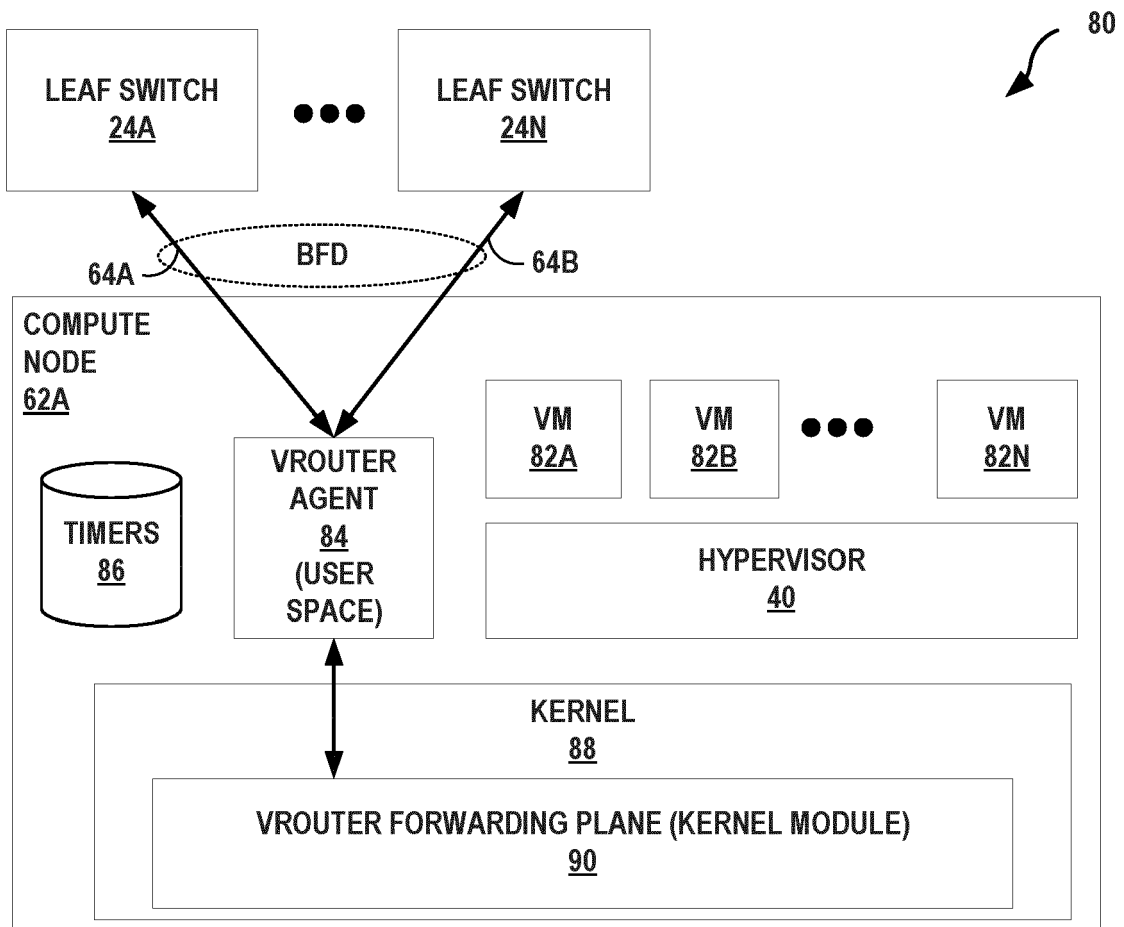 80
LEAF SWITCH
24A
LEAF SWITCH
24N
BFD
64A
64B
COMPUTE
NODE
62A
VM
82A
VM
82B
VM
82N
VROUTER
AGENT
84
(USER
SPACE)
TIMERS
86
HYPERVISOR
40
KERNEL
88
VROUTER FORWARDING PLANE (KERNEL MODULE)
90